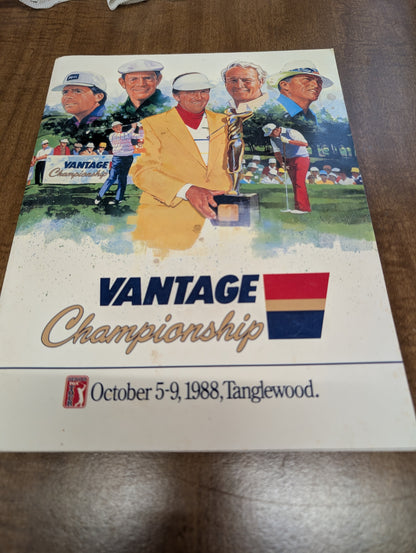 VANTAGE
Championship
VANTAGE
Championship
October 5-9, 1988, Tanglewood.